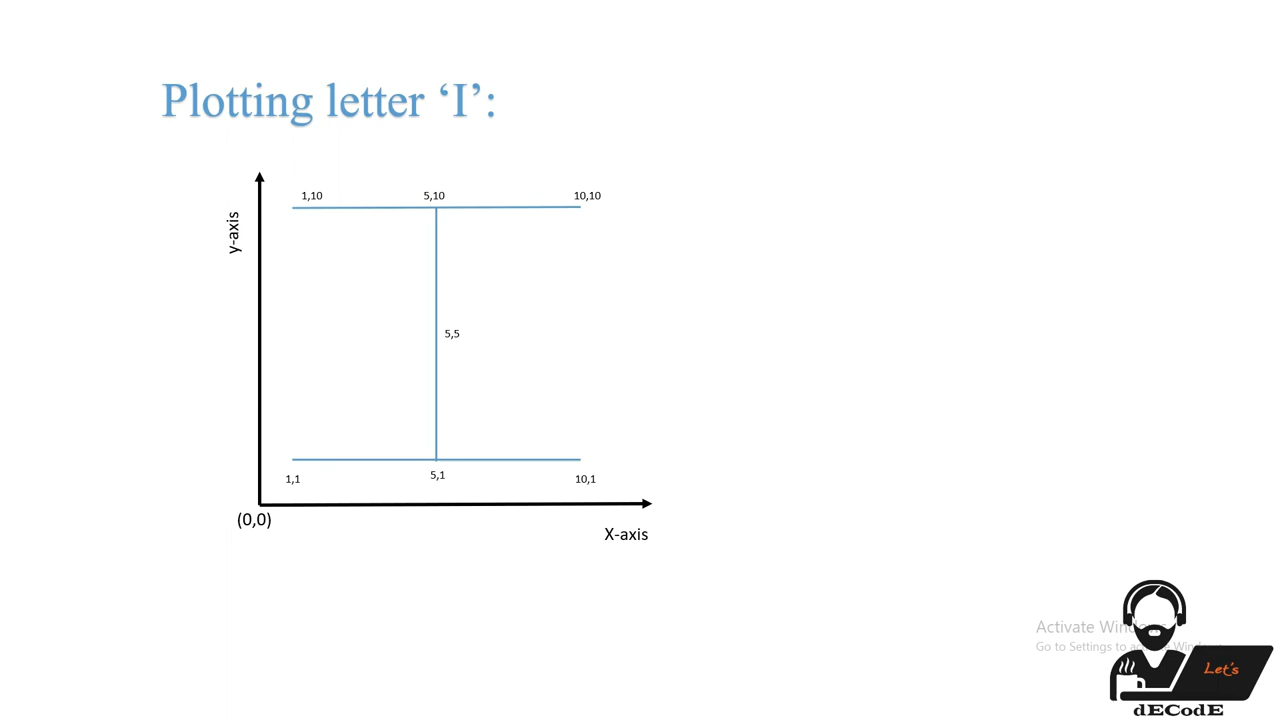 Plotting letter ‘I’:
1,10
5,10
10,10
y-axis
5,5
1,1
5,1
10,1
(0,0)
X-axis
Activate Windows
Go to Settings to
Let's
dECodE